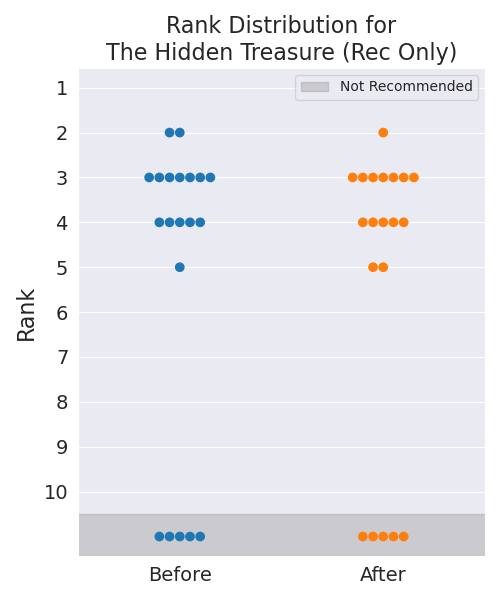 Rank Distribution for
The Hidden Treasure (Rec Only)
Not Recommended
Rank
1
2
3
4
5
6
7
8
9
10
Before
After